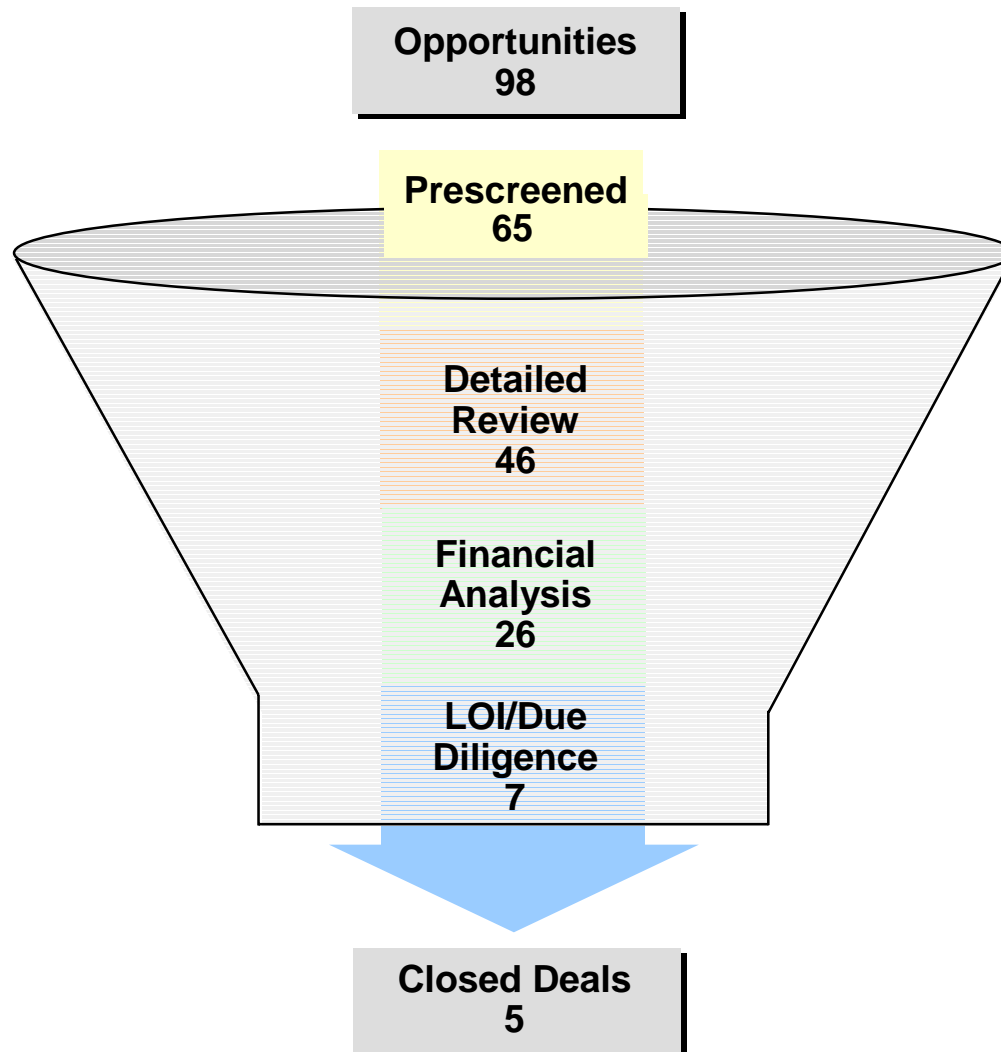 Opportunities
98
Prescreened
65
Detailed
Review
46
Financial
Analysis
26
LOI/Due
Diligence
7
Closed Deals
5